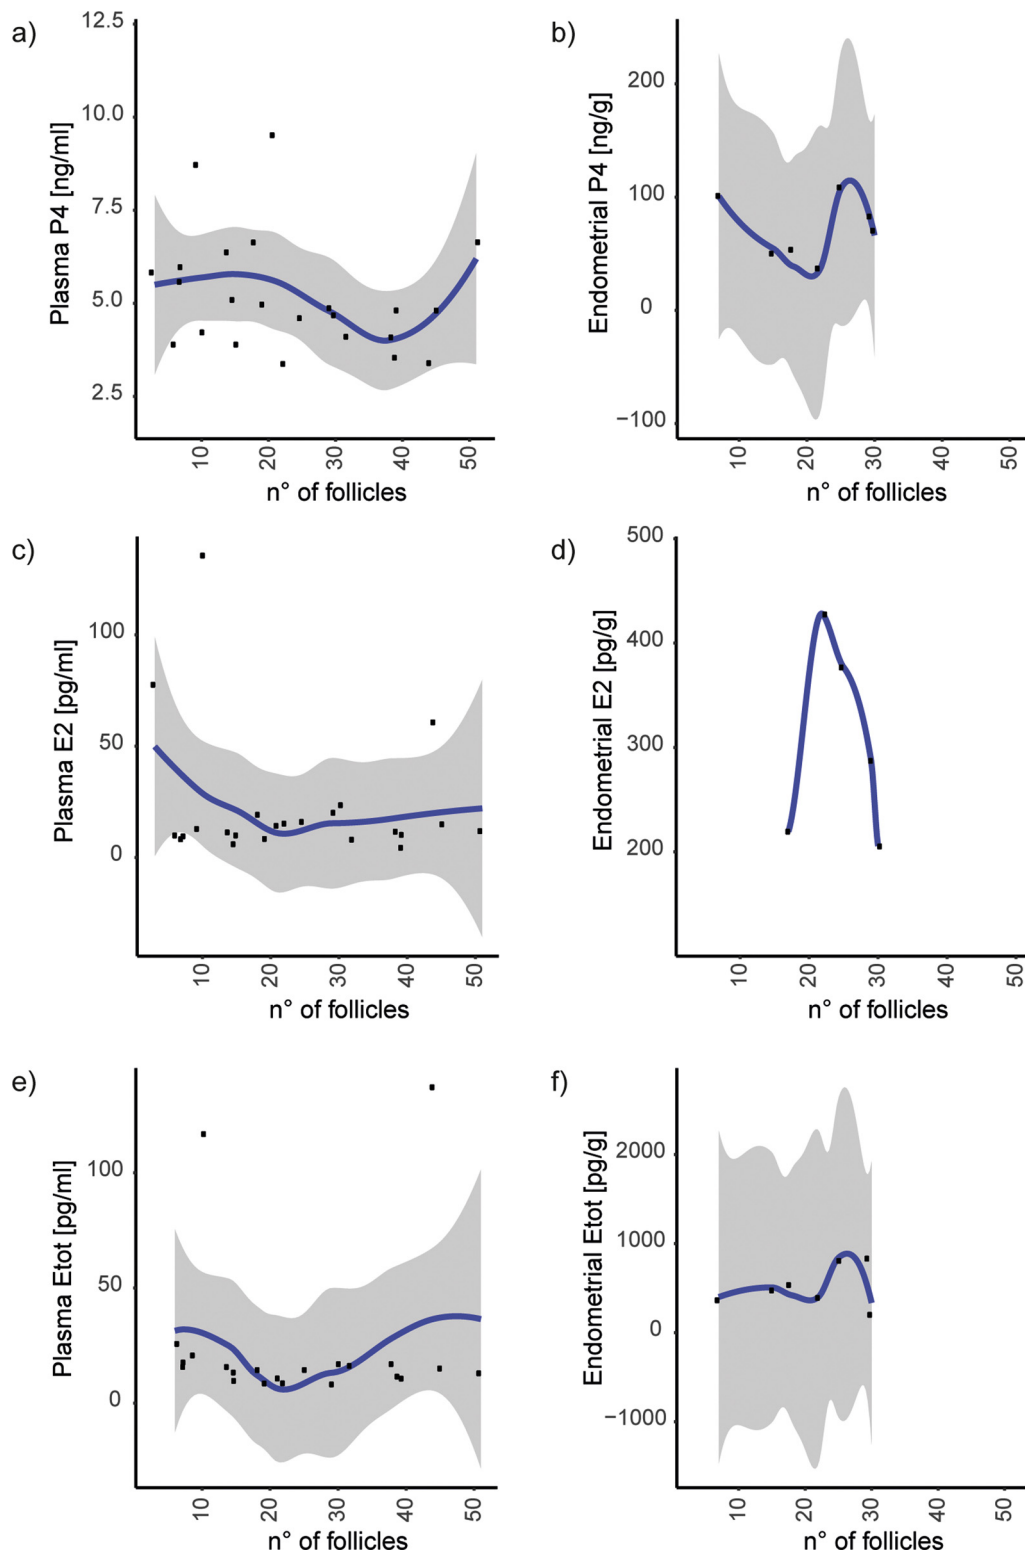 a)
12.5
10.0
7.5
5.0
2.5
Plasma P4 [ng/ml]
10
20
30
40
50
n° of follicles
b)
200
100
0
−100
Endometrial P4 [ng/g]
10
20
30
40
50
n° of follicles
c)
100
50
0
Plasma E2 [pg/ml]
10
20
30
40
50
n° of follicles
d)
500
400
300
200
Endometrial E2 [pg/g]
10
20
30
40
50
n° of follicles
e)
100
50
0
Plasma Etot [pg/ml]
10
20
30
40
50
n° of follicles
f)
2000
1000
0
−1000
Endometrial Etot [pg/g]
10
20
30
40
50
n° of follicles